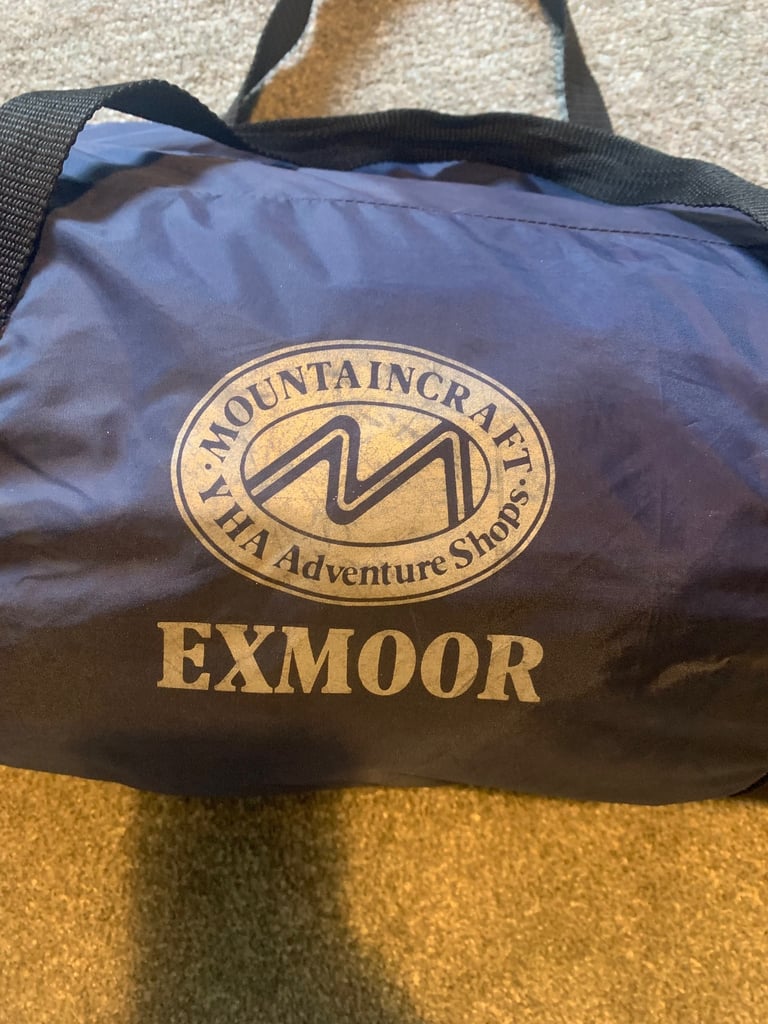 · MOUNTAINCRAFT ·
YHA Adventure Shops
EXMOOR